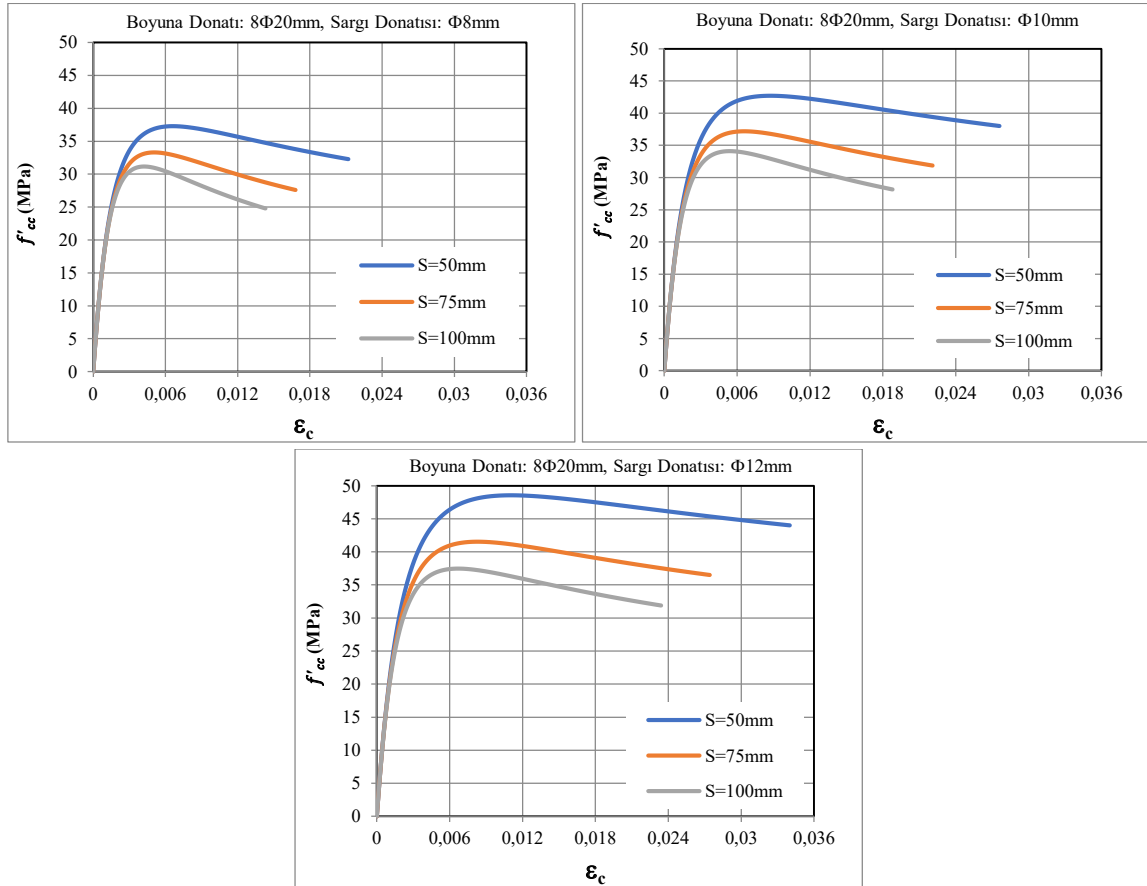 Boyuna Donatı: 8Φ20mm, Sargı Donatısı: Φ8mm
50
45
40
35
30
25
20
15
10
5
0
f'cc (MPa)
S=50mm
S=75mm
S=100mm
0 0,006 0,012 0,018 0,024 0,03 0,036
εc
Boyuna Donatı: 8Φ20mm, Sargı Donatısı: Φ10mm
50
45
40
35
30
25
20
15
10
5
0
f'cc (MPa)
S=50mm
S=75mm
S=100mm
0 0,006 0,012 0,018 0,024 0,03 0,036
εc
Boyuna Donatı: 8Φ20mm, Sargı Donatısı: Φ12mm
50
45
40
35
30
25
20
15
10
5
0
f'cc (MPa)
S=50mm
S=75mm
S=100mm
0 0,006 0,012 0,018 0,024 0,03 0,036
εc